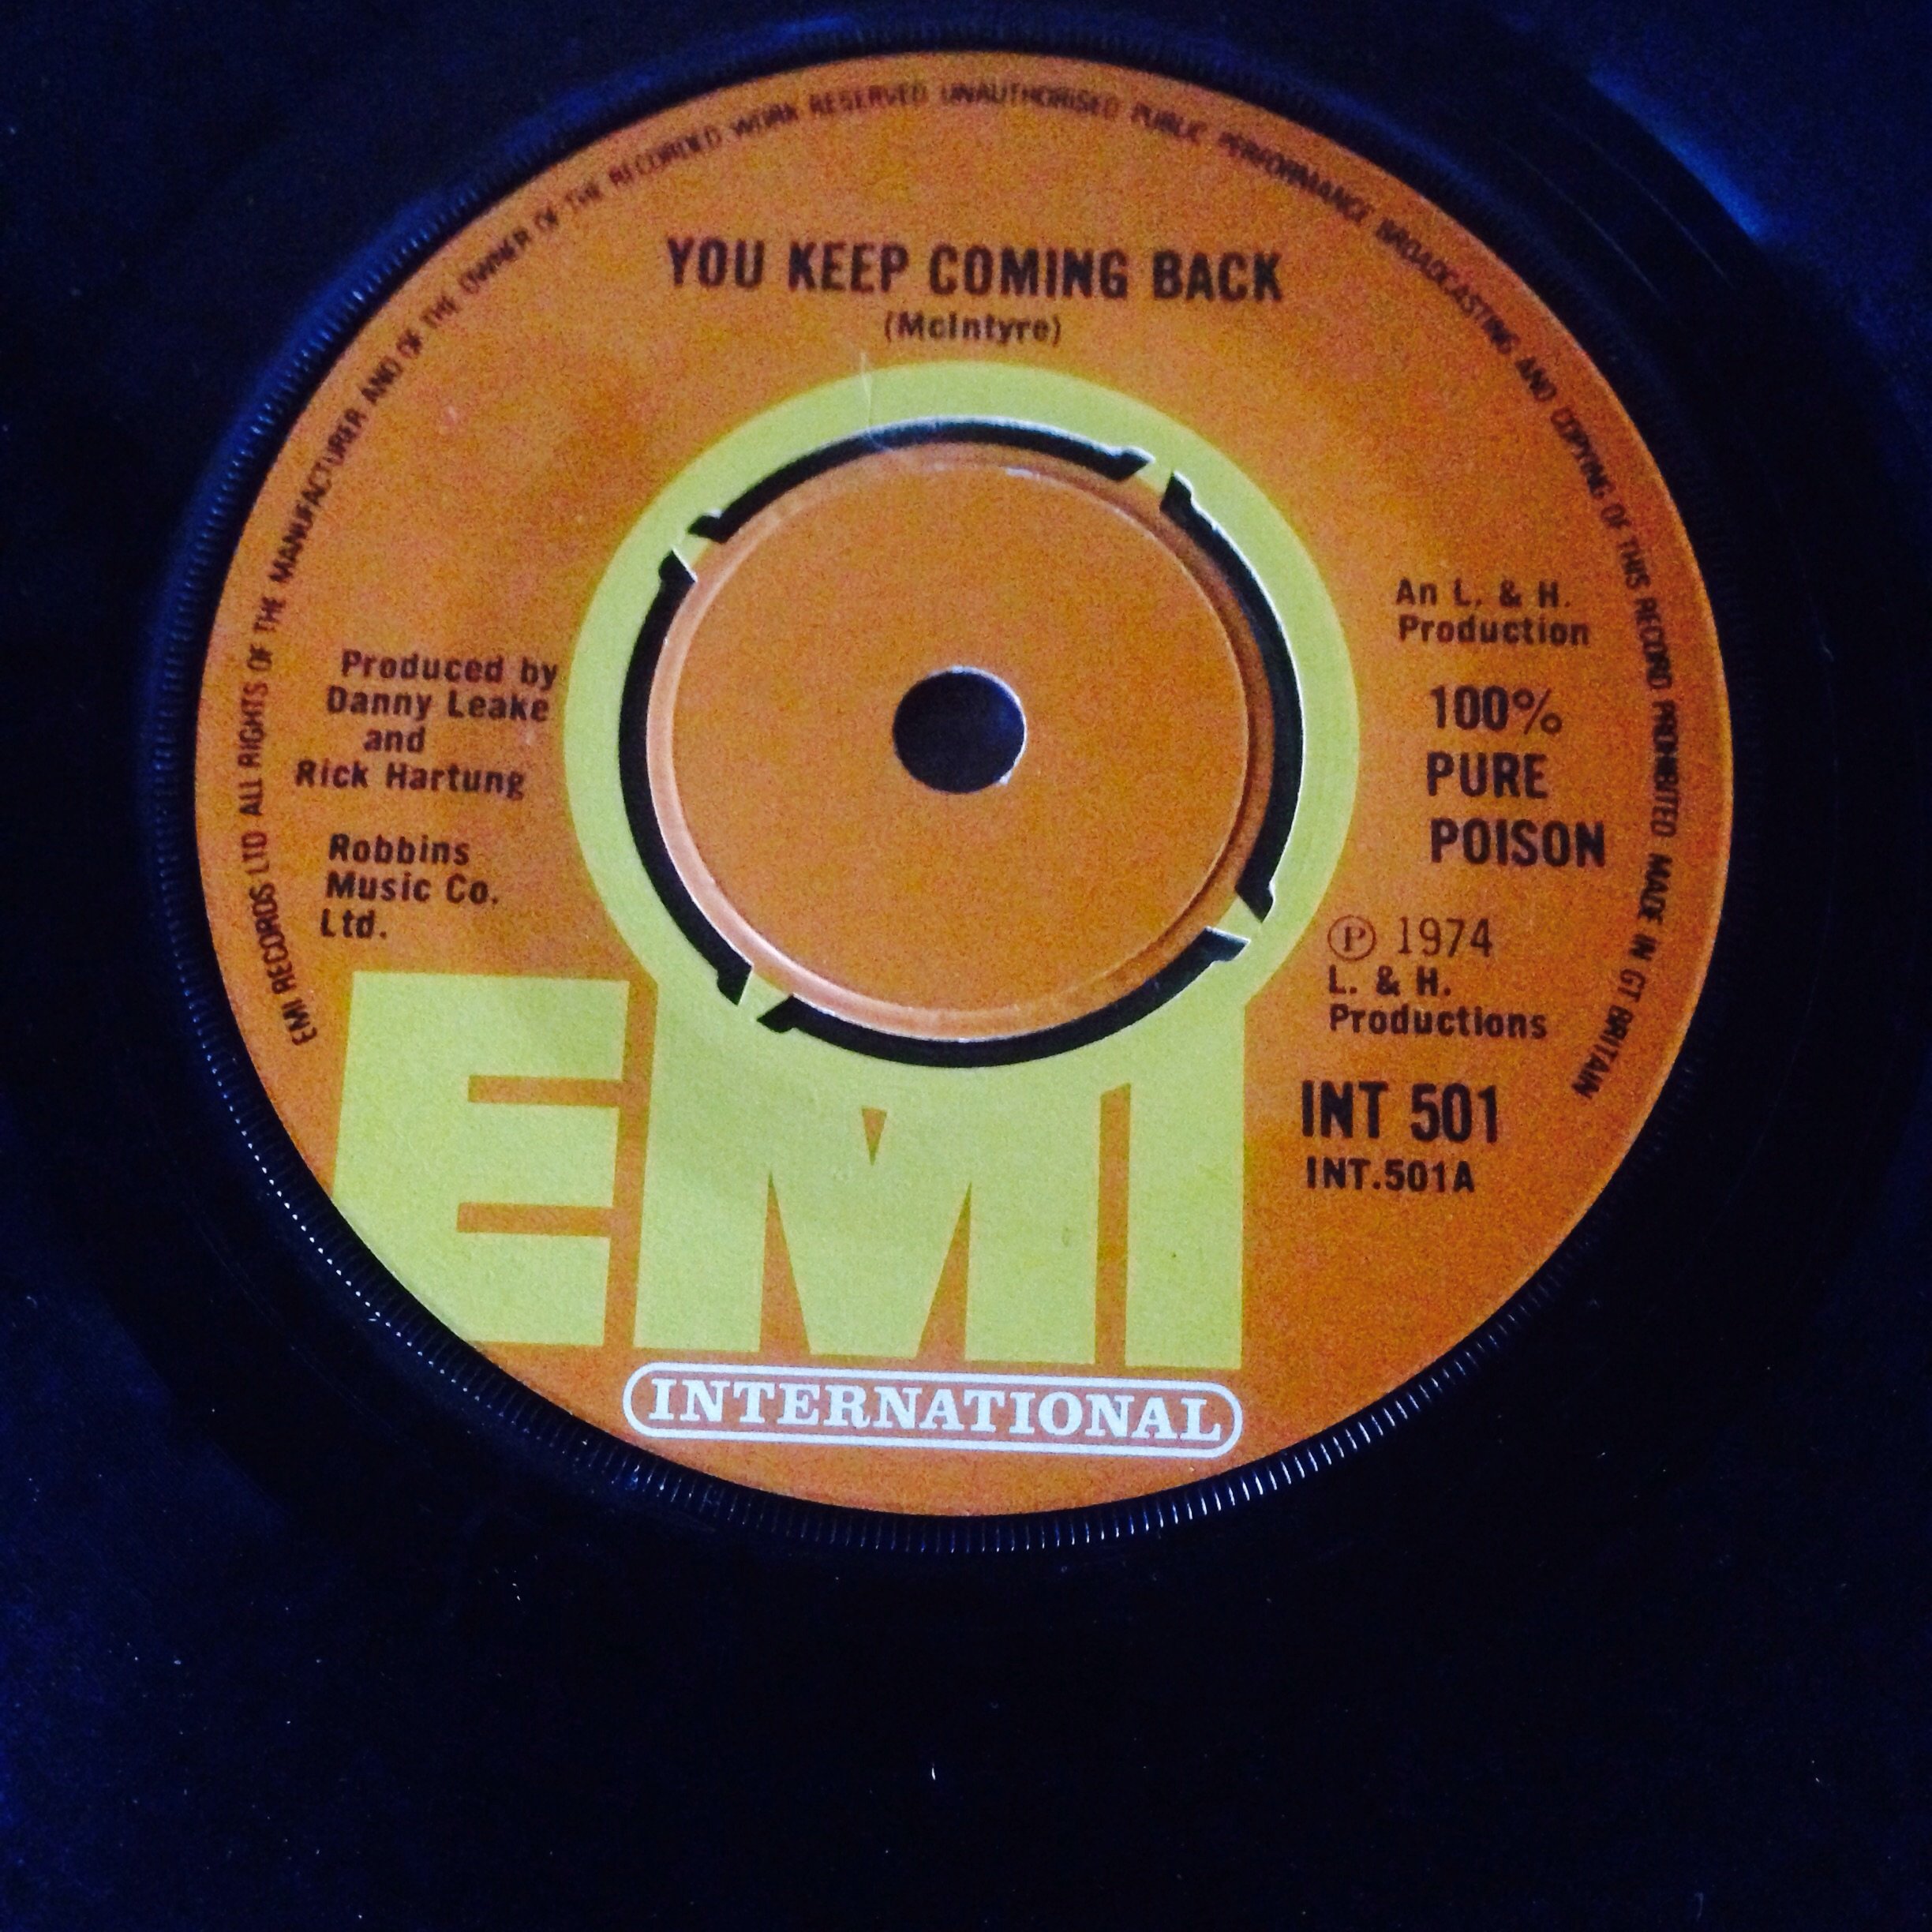 EMI RECORDS LTD ALL RIGHTS OF THE MANUFACTURER AND OF THE OWNER OF THE RECORDED WORK RESERVED UNAUTHORISED PUBLIC PERFORMANCE BROADCASTING AND COPYING OF THIS RECORD PROHIBITED MADE IN GT BRITAIN
YOU KEEP COMING BACK
(McIntyre)
Produced by
Danny Leake
and
Rick Hartung
Robbins
Music Co.
Ltd.
An L. & H.
Production
100%
PURE
POISON
Ⓟ 1974
L. & H.
Productions
INT 501
INT.501A
EMI
INTERNATIONAL